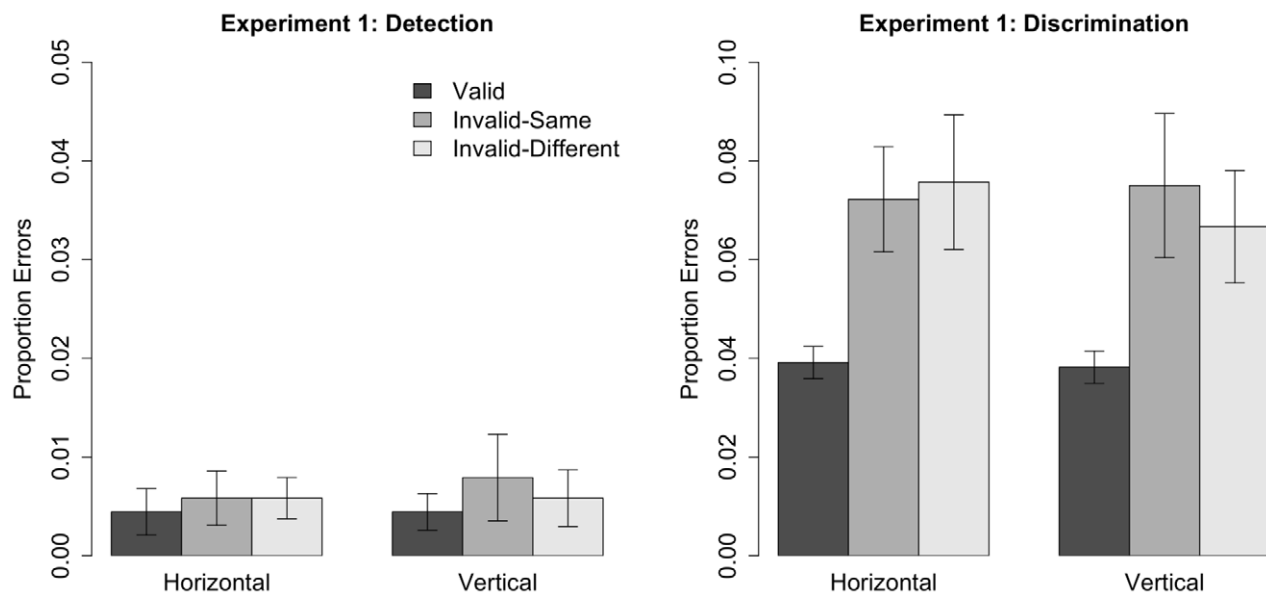 Experiment 1: Detection
Proportion Errors
0.05
0.04
0.03
0.02
0.01
0.00
Valid
Invalid-Same
Invalid-Different
Horizontal
Vertical
Experiment 1: Discrimination
Proportion Errors
0.10
0.08
0.06
0.04
0.02
0.00
Horizontal
Vertical